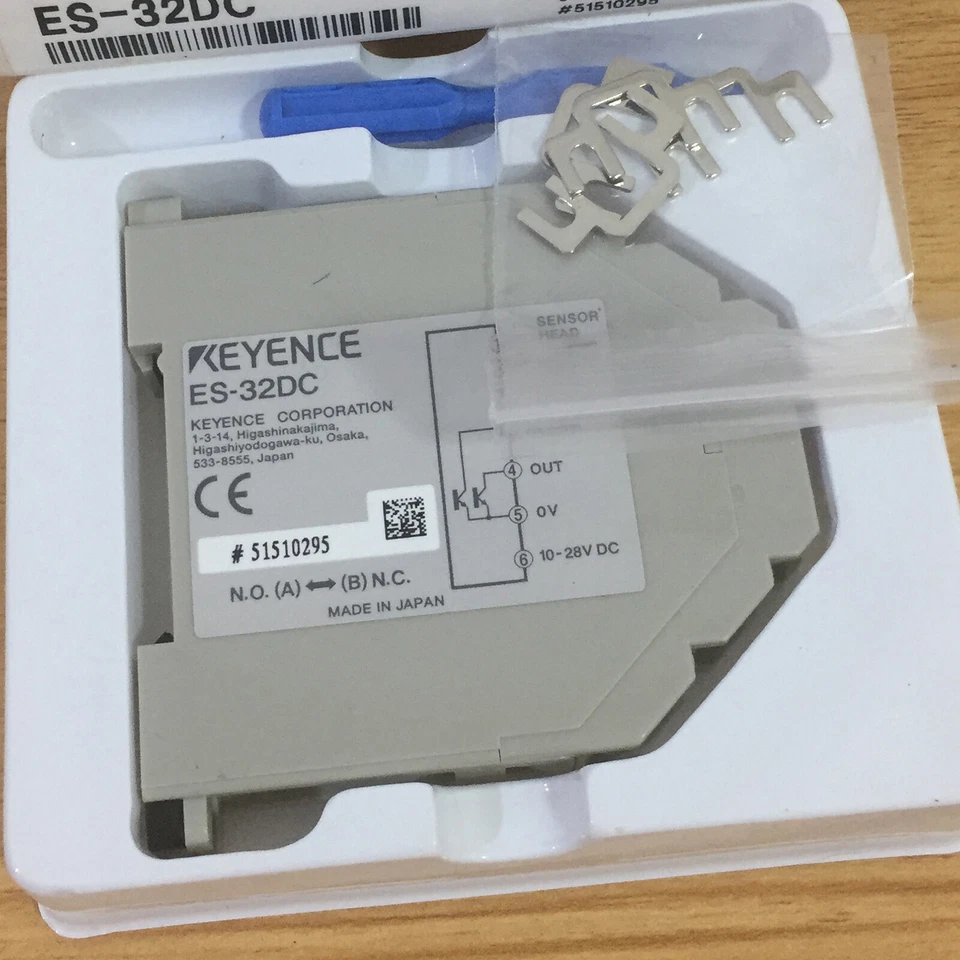 ES-32DC
#51510295
KEYENCE
ES-32DC
KEYENCE CORPORATION
1-3-14, Higashinakajima,
Higashiyodogawa-ku, Osaka,
533-8555, Japan
CE
# 51510295
N.O. (A) ⟷ (B) N.C.
MADE IN JAPAN
SENSOR
HEAD
4 OUT
5 0V
6 10-28V DC